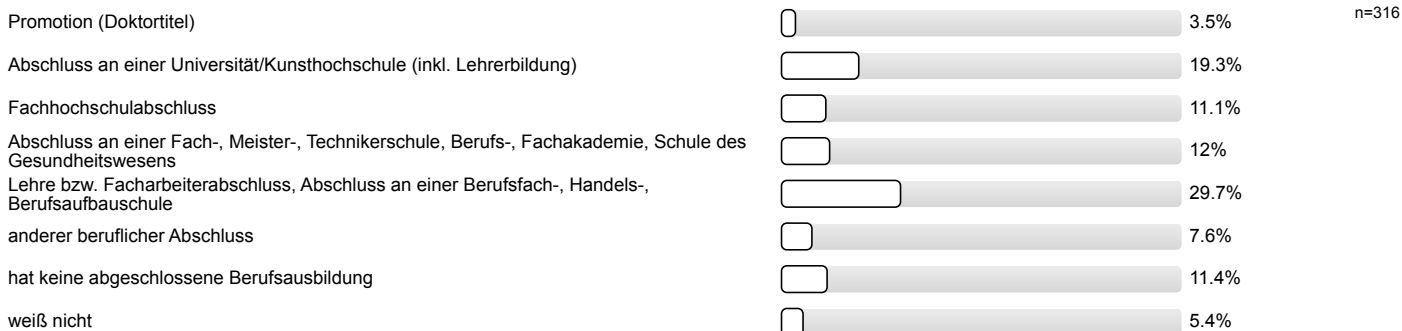 Promotion (Doktortitel) 3.5% n=316
Abschluss an einer Universität/Kunsthochschule (inkl. Lehrerbildung) 19.3%
Fachhochschulabschluss 11.1%
Abschluss an einer Fach-, Meister-, Technikerschule, Berufs-, Fachakademie, Schule des
Gesundheitswesens 12%
Lehre bzw. Facharbeiterabschluss, Abschluss an einer Berufsfach-, Handels-,
Berufsaufbauschule 29.7%
anderer beruflicher Abschluss 7.6%
hat keine abgeschlossene Berufsausbildung 11.4%
weiß nicht 5.4%